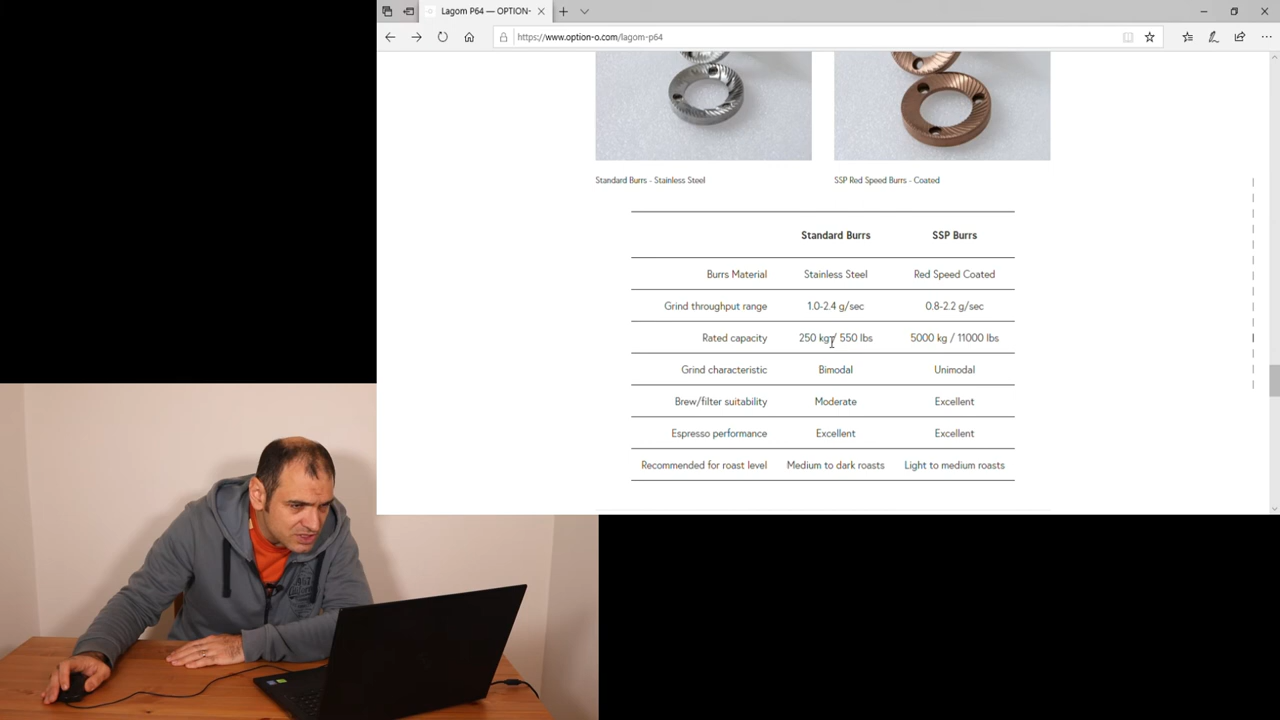 Lagom P64 — OPTION-
https://www.option-o.com/lagom-p64
Standard Burrs - Stainless Steel
SSP Red Speed Burrs - Coated
Standard Burrs SSP Burrs
Burrs Material Stainless Steel Red Speed Coated
Grind throughput range 1.0-2.4 g/sec 0.8-2.2 g/sec
Rated capacity 250 kg / 550 lbs 5000 kg / 11000 lbs
Grind characteristic Bimodal Unimodal
Brew/filter suitability Moderate Excellent
Espresso performance Excellent Excellent
Recommended for roast level Medium to dark roasts Light to medium roasts